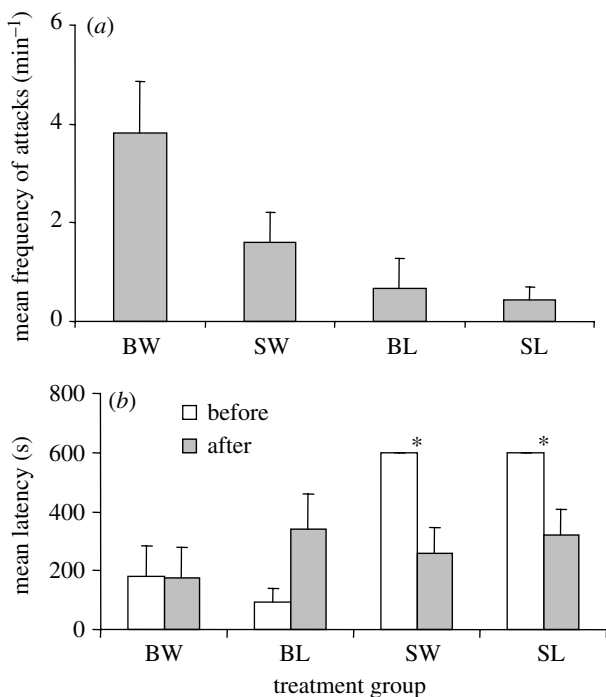 (a)
mean frequency of attacks (min⁻¹)
6
4
2
0
BW SW BL SL
(b)
mean latency (s)
800
600
400
200
0
before
after
* *
BW BL SW SL
treatment group